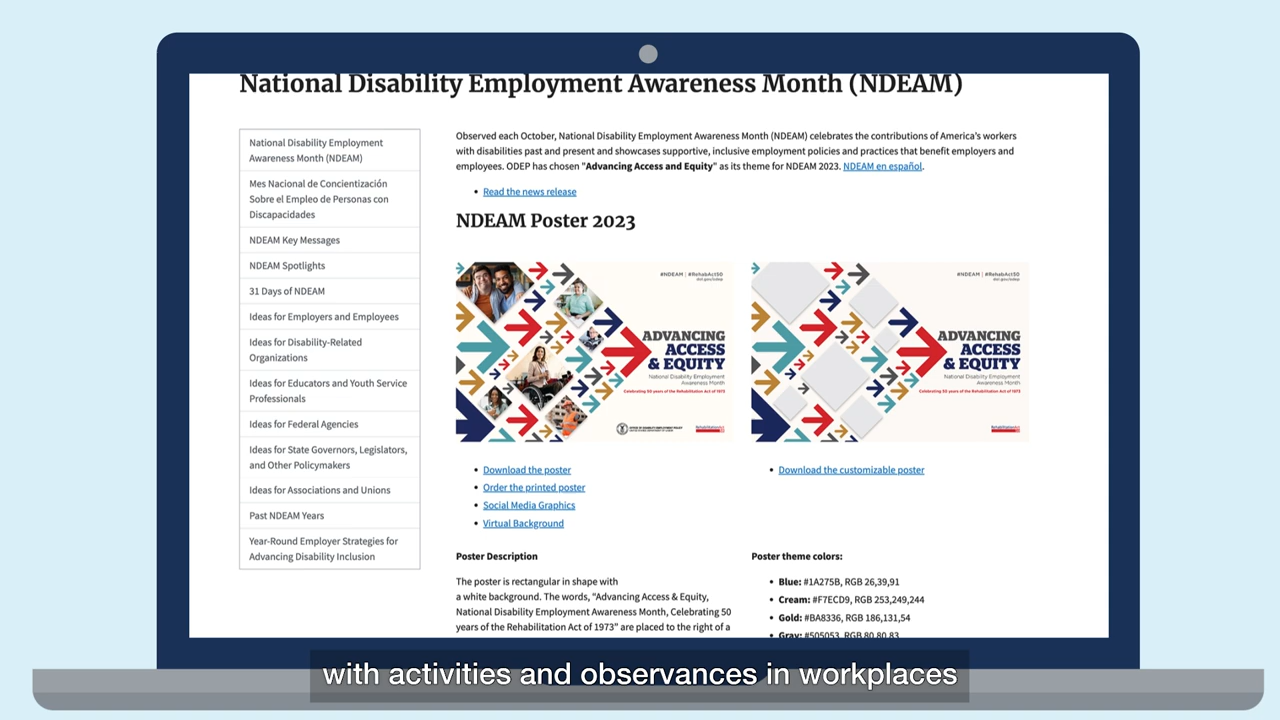 National Disability Employment Awareness Month (NDEAM)
National Disability Employment
Awareness Month (NDEAM)
Mes Nacional de Concientización
Sobre el Empleo de Personas con
Discapacidades
NDEAM Key Messages
NDEAM Spotlights
31 Days of NDEAM
Ideas for Employers and Employees
Ideas for Disability-Related
Organizations
Ideas for Educators and Youth Service
Professionals
Ideas for Federal Agencies
Ideas for State Governors, Legislators,
and Other Policymakers
Ideas for Associations and Unions
Past NDEAM Years
Year-Round Employer Strategies for
Advancing Disability Inclusion
Observed each October, National Disability Employment Awareness Month (NDEAM) celebrates the contributions of America's workers
with disabilities past and present and showcases supportive, inclusive employment policies and practices that benefit employers and
employees. ODEP has chosen "Advancing Access and Equity" as its theme for NDEAM 2023. NDEAM en español.
• Read the news release
NDEAM Poster 2023
#NDEAM | #RehabAct50
dol.gov/odep
ADVANCING
ACCESS
& EQUITY
National Disability Employment
Awareness Month
Celebrating 50 years of the Rehabilitation Act of 1973
#NDEAM | #RehabAct50
dol.gov/odep
ADVANCING
ACCESS
& EQUITY
National Disability Employment
Awareness Month
Celebrating 50 years of the Rehabilitation Act of 1973
• Download the poster
• Order the printed poster
• Social Media Graphics
• Virtual Background
• Download the customizable poster
Poster Description
The poster is rectangular in shape with
a white background. The words, "Advancing Access & Equity,
National Disability Employment Awareness Month, Celebrating 50
years of the Rehabilitation Act of 1973" are placed to the right of a
Poster theme colors:
• Blue: #1A275B, RGB 26,39,91
• Cream: #F7ECD9, RGB 253,249,244
• Gold: #BA8336, RGB 186,131,54
• Gray: #505053, RGB 80,80,83
with activities and observances in workplaces